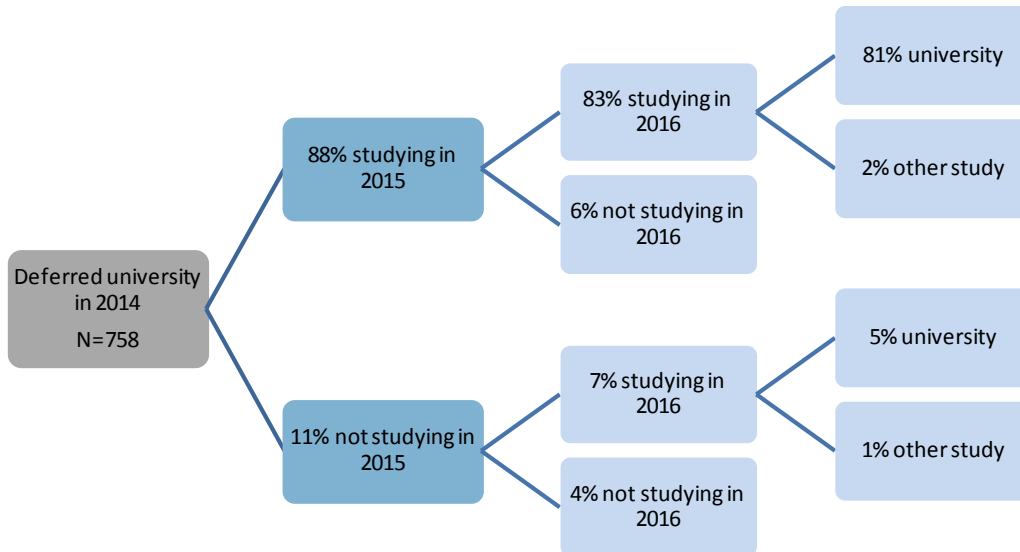 Deferred university
in 2014
N=758
88% studying in
2015
83% studying in
2016
81% university
2% other study
6% not studying in
2016
11% not studying in
2015
7% studying in
2016
5% university
1% other study
4% not studying in
2016